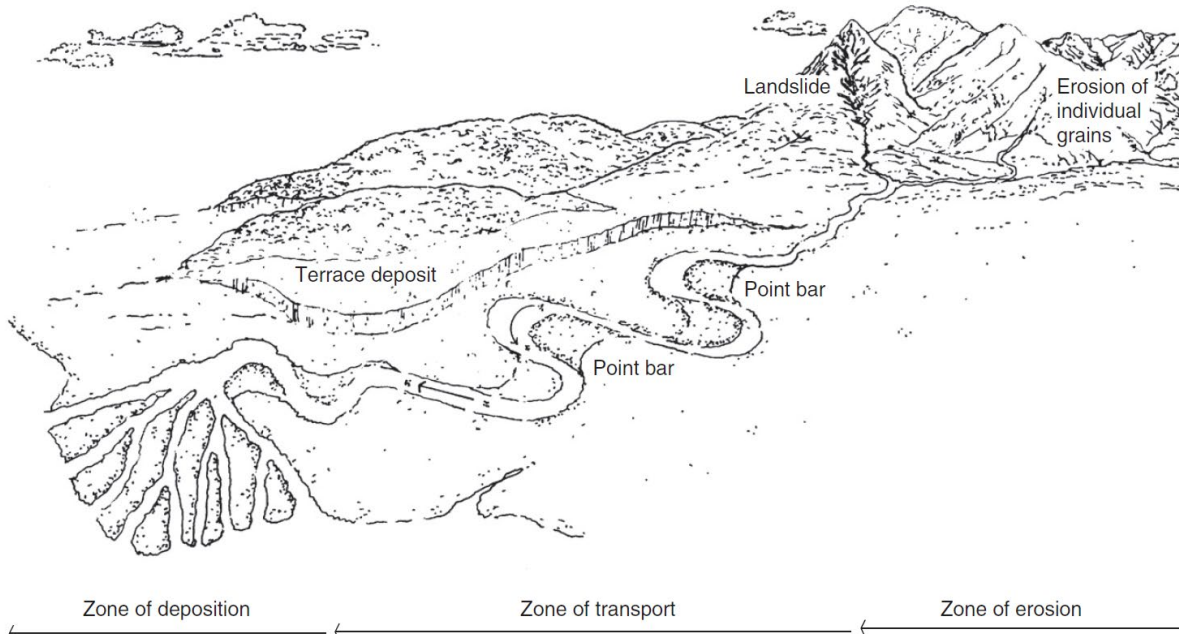 Landslide
Erosion of
individual
grains
Terrace deposit
Point bar
Point bar
Zone of deposition
Zone of transport
Zone of erosion